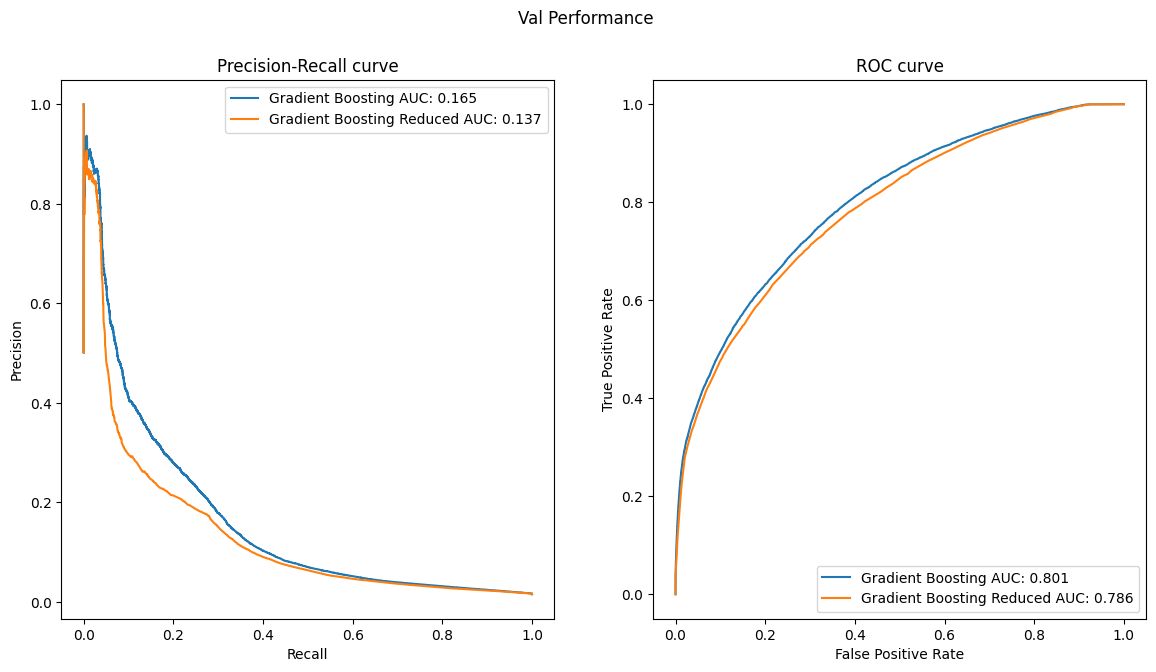 Val Performance
Precision-Recall curve
Gradient Boosting AUC: 0.165
Gradient Boosting Reduced AUC: 0.137
1.0
0.8
0.6
0.4
0.2
0.0
Precision
0.0 0.2 0.4 0.6 0.8 1.0
Recall
ROC curve
1.0
0.8
0.6
0.4
0.2
0.0
True Positive Rate
Gradient Boosting AUC: 0.801
Gradient Boosting Reduced AUC: 0.786
0.0 0.2 0.4 0.6 0.8 1.0
False Positive Rate